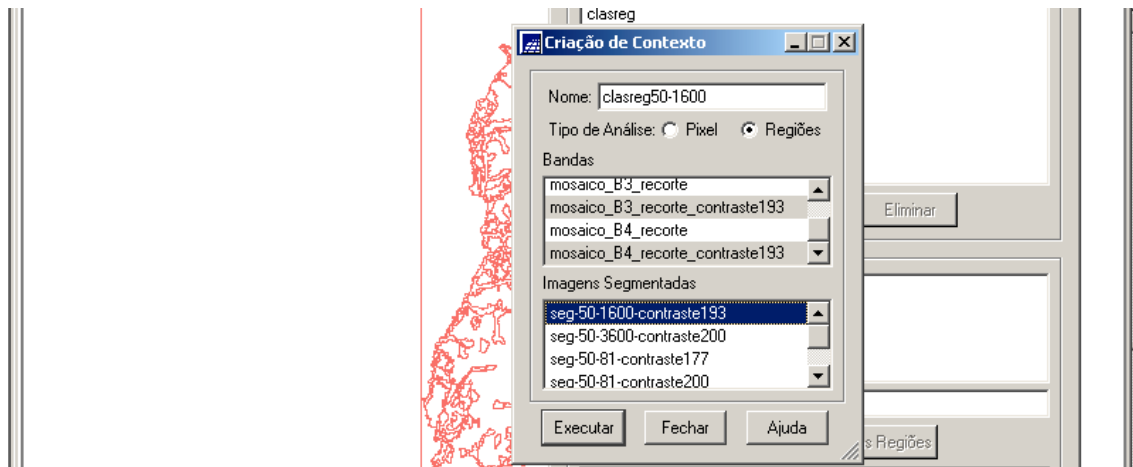 clasreg
Criação de Contexto
Nome: clasreg50-1600
Tipo de Análise: Pixel Regiões
Bandas
mosaico_B3_recorte
mosaico_B3_recorte_contraste193
mosaico_B4_recorte
mosaico_B4_recorte_contraste193
Eliminar
Imagens Segmentadas
seg-50-1600-contraste193
seg-50-3600-contraste200
seg-50-81-contraste177
seg-50-81-contraste200
Executar Fechar Ajuda
s Regiões